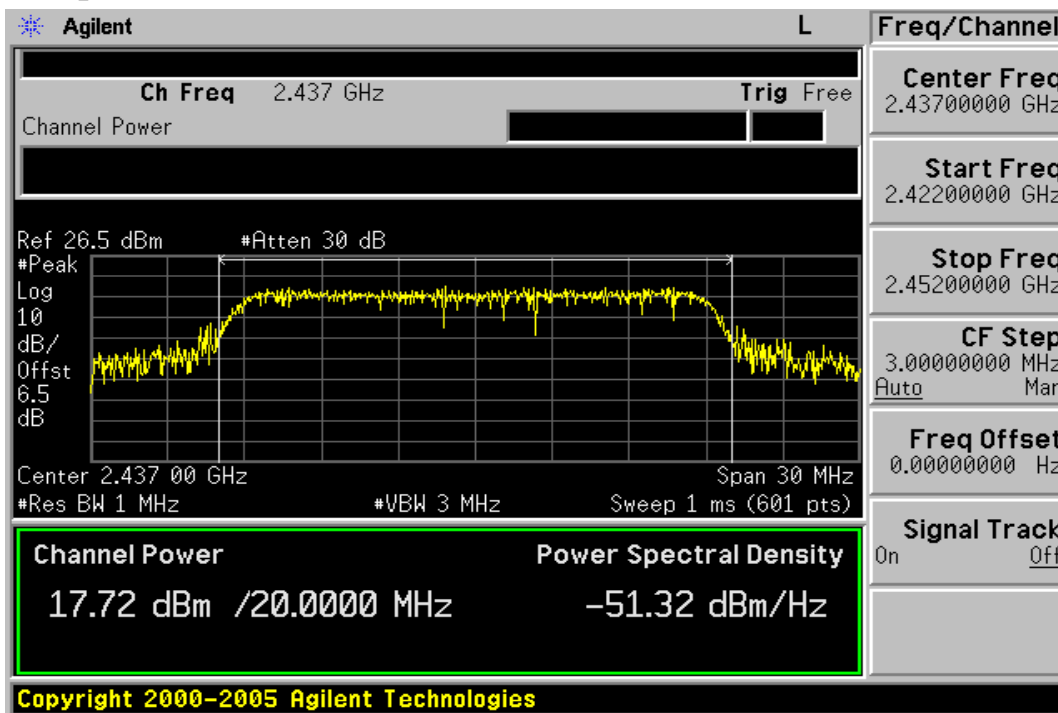 Agilent
L
Freq/Channel
Ch Freq 2.437 GHz
Trig Free
Channel Power
Center Freq
2.43700000 GHz
Start Freq
2.42200000 GHz
Stop Freq
2.45200000 GHz
CF Step
3.00000000 MHz
Auto Man
Freq Offset
0.00000000 Hz
Signal Track
On Off
Ref 26.5 dBm
#Atten 30 dB
#Peak
Log
10
dB/
Offst
6.5
dB
Center 2.437 00 GHz
Span 30 MHz
#Res BW 1 MHz
#VBW 3 MHz
Sweep 1 ms (601 pts)
Channel Power
Power Spectral Density
17.72 dBm /20.0000 MHz
-51.32 dBm/Hz
Copyright 2000-2005 Agilent Technologies